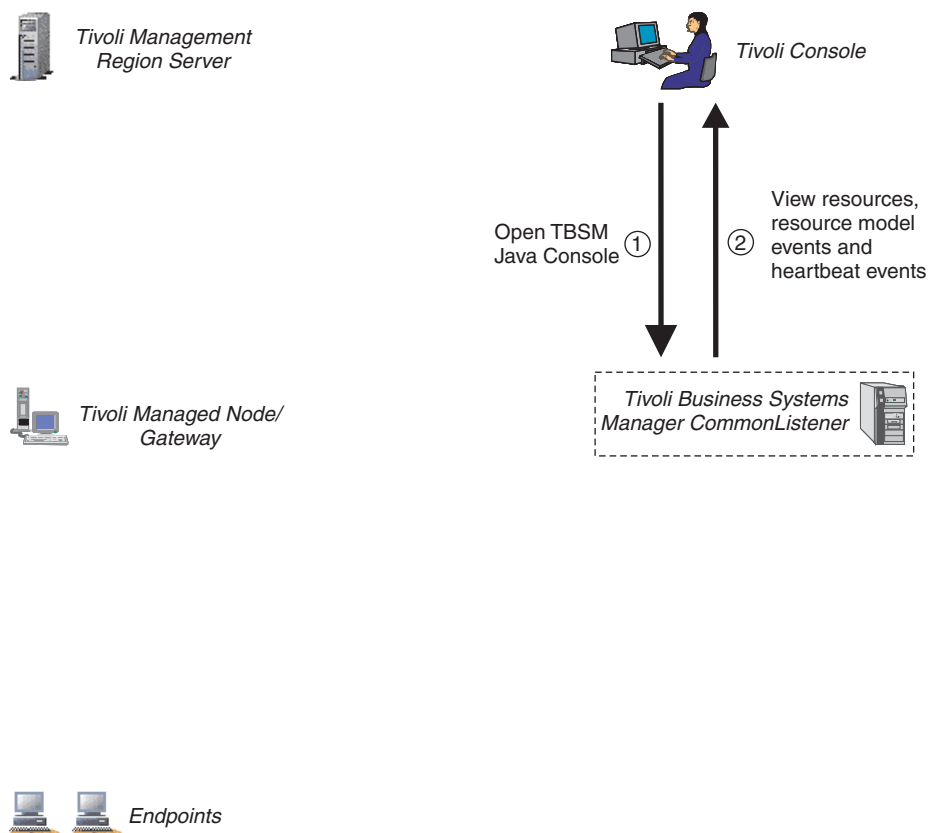 Tivoli Management
Region Server
Tivoli Console
Open TBSM
Java Console
1
2
View resources,
resource model
events and
heartbeat events
Tivoli Managed Node/
Gateway
Tivoli Business Systems
Manager CommonListener
Endpoints